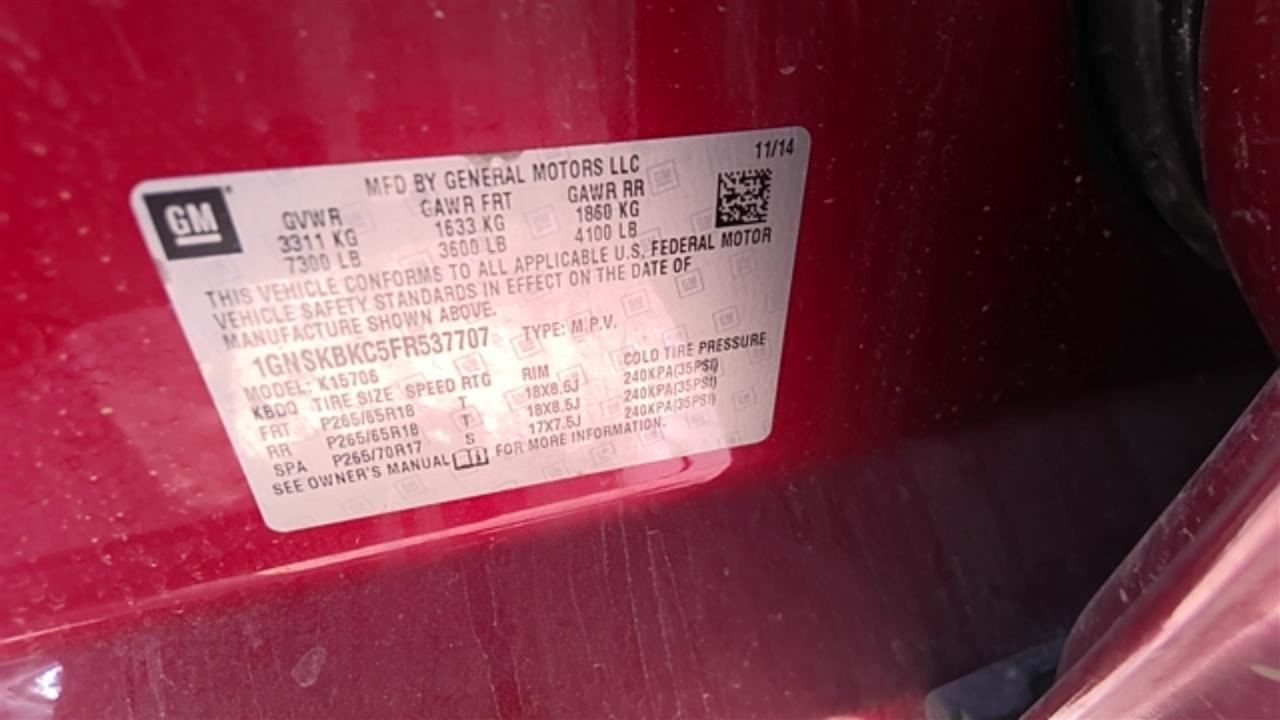 11/14
MFD BY GENERAL MOTORS LLC
GM
GVWR GAWR FRT GAWR RR
3311 KG 1633 KG 1860 KG
7300 LB 3600 LB 4100 LB
THIS VEHICLE CONFORMS TO ALL APPLICABLE U.S. FEDERAL MOTOR
VEHICLE SAFETY STANDARDS IN EFFECT ON THE DATE OF
MANUFACTURE SHOWN ABOVE.
1GNSKBKC5FR537707 TYPE: M.P.V.
MODEL: K15706
KBDQ TIRE SIZE SPEED RTG RIM COLD TIRE PRESSURE
FRT P265/65R18 T 18X8.5J 240KPA(35PSI)
RR P265/65R18 T 18X8.5J 240KPA(35PSI)
SPA P265/70R17 S 17X7.5J 240KPA(35PSI)
SEE OWNER'S MANUAL FOR MORE INFORMATION.